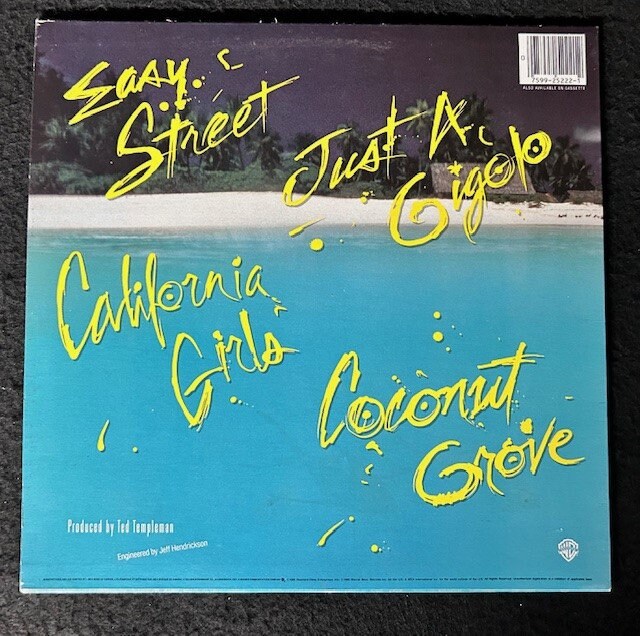 Easy
Street
Just A
Gigolo
California
Girls
Coconut
Grove
7599-25222-1
ALSO AVAILABLE ON CASSETTE
Produced by Ted Templeman
Engineered by Jeff Hendrickson